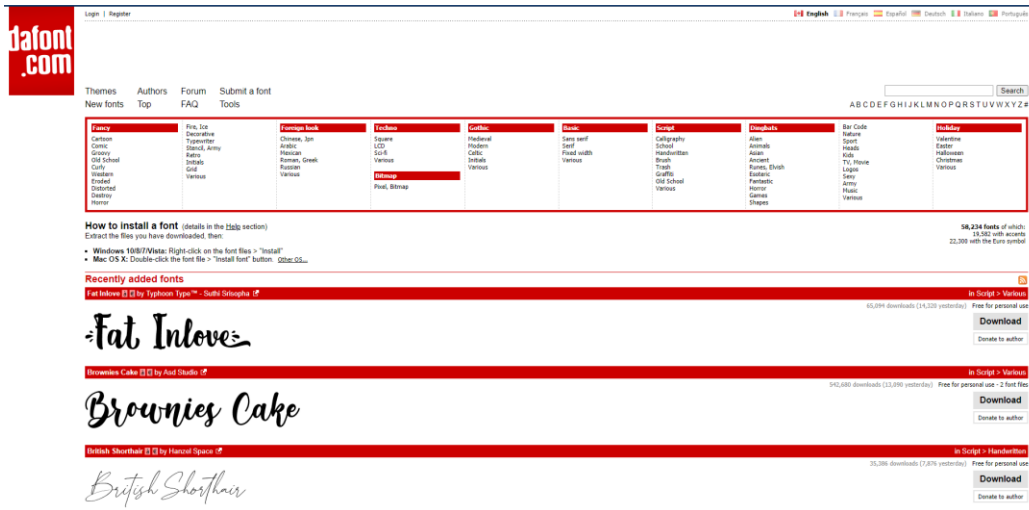 dafont
.com
Login | Register
English Français Español Deutsch Italiano Português
Themes Authors Forum Submit a font
New fonts Top FAQ Tools
Search
A B C D E F G H I J K L M N O P Q R S T U V W X Y Z #
Fancy
Cartoon
Comic
Groovy
Old School
Curly
Western
Eroded
Distorted
Destroy
Horror
Fire, Ice
Decorative
Typewriter
Stencil, Army
Retro
Initials
Grid
Various
Foreign look
Chinese, Jpn
Arabic
Mexican
Roman, Greek
Russian
Various
Techno
Square
LCD
Sci-fi
Various
Bitmap
Pixel, Bitmap
Gothic
Medieval
Modern
Celtic
Initials
Various
Basic
Sans serif
Serif
Fixed width
Various
Script
Calligraphy
School
Handwritten
Brush
Trash
Graffiti
Old School
Various
Dingbats
Alien
Animals
Asian
Ancient
Runes, Elvish
Esoteric
Fantastic
Horror
Games
Shapes
Bar Code
Nature
Sport
Heads
Kids
TV, Movie
Logos
Sexy
Army
Music
Various
Holiday
Valentine
Easter
Halloween
Christmas
Various
How to install a font (details in the Help section)
Extract the files you have downloaded, then:
• Windows 10/8/7/Vista: Right-click on the font files > "Install"
• Mac OS X: Double-click the font file > "Install font" button. Other OS...
58,234 fonts of which:
19,582 with accents
22,300 with the Euro symbol
Recently added fonts
Fat Inlove by Typhoon Type™ - Suthi Srisopha
in Script > Various
65,094 downloads (14,320 yesterday) Free for personal use
Fat Inlove
Download
Donate to author
Brownies Cake by Asd Studio
in Script > Various
542,680 downloads (13,090 yesterday) Free for personal use - 2 font files
Brownies Cake
Download
Donate to author
British Shorthair by Hanzel Space
in Script > Handwritten
35,386 downloads (7,876 yesterday) Free for personal use
British Shorthair
Download
Donate to author